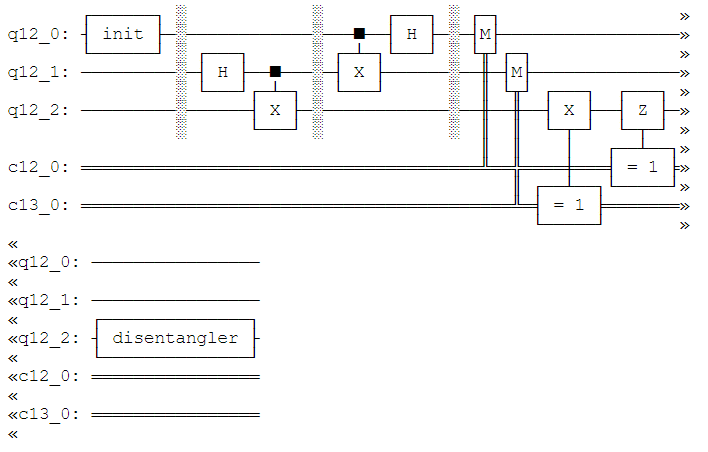 »
q12_0: init ■ H M »
»
q12_1: H ■ X M »
»
q12_2: X X Z »
»
»
c12_0: = 1 »
»
c13_0: = 1 »
»
«
«q12_0:
«
«q12_1:
«
«q12_2: disentangler
«
«c12_0:
«
«c13_0:
«